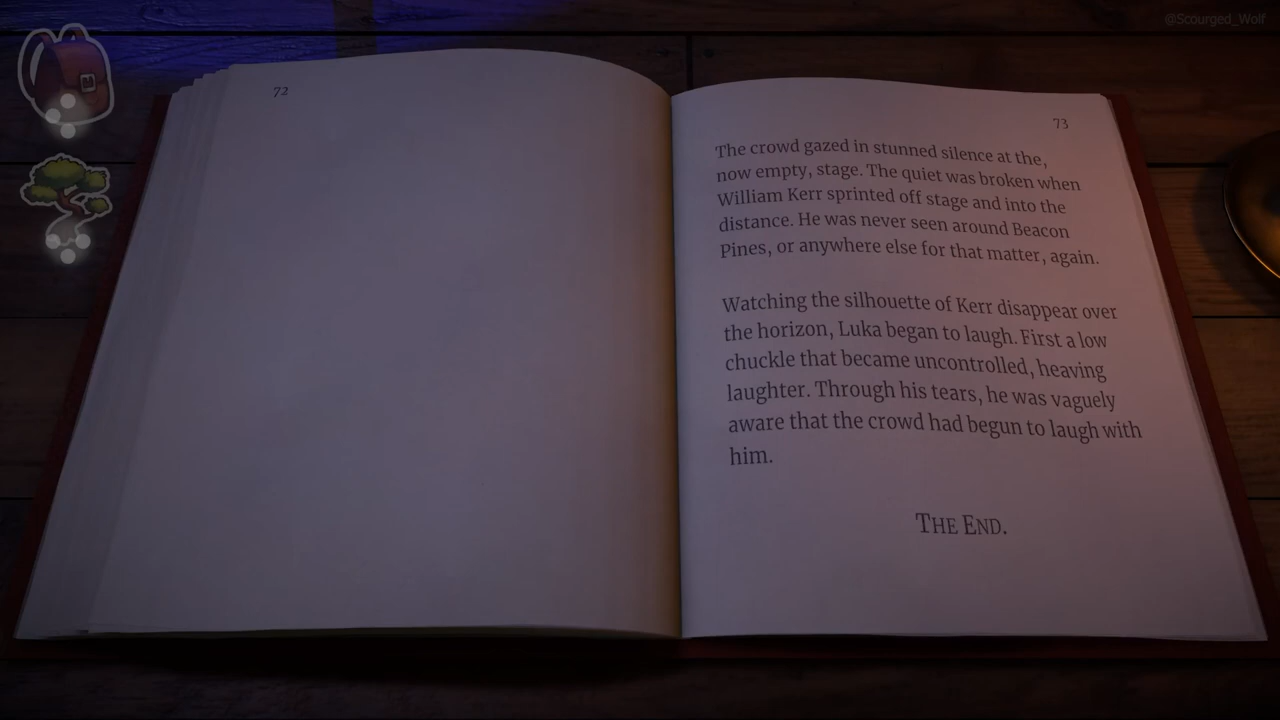 @Scourged_Wolf
72
73
The crowd gazed in stunned silence at the,
now empty, stage. The quiet was broken when
William Kerr sprinted off stage and into the
distance. He was never seen around Beacon
Pines, or anywhere else for that matter, again.
Watching the silhouette of Kerr disappear over
the horizon, Luka began to laugh. First a low
chuckle that became uncontrolled, heaving
laughter. Through his tears, he was vaguely
aware that the crowd had begun to laugh with
him.
The End.